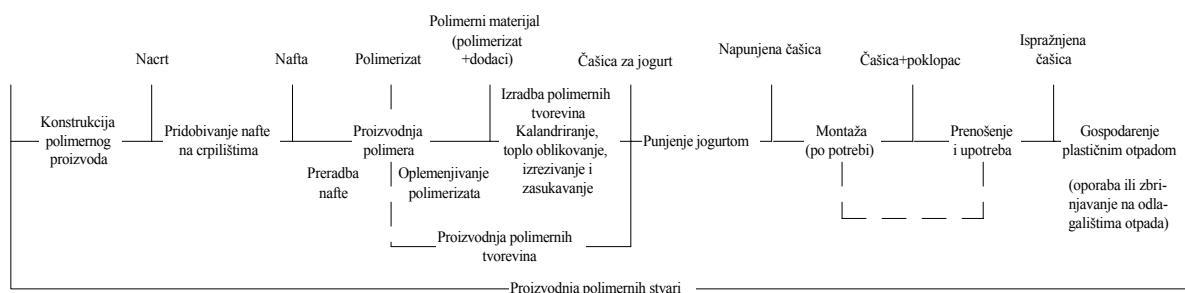 Nacrt
Nafta
Polimerizat
Polimerni materijal
(polimerizat
+dodaci)
Čašica za jogurt
Napunjena čašica
Čašica+poklopac
Ispražnjena
čašica
Konstrukcija
polimernog
proizvoda
Pridobivanje nafte
na crpilištima
Proizvodnja
polimera
Preradba
nafte
Oplemenjivanje
polimerizata
Izradba polimernih
tvorevina
Kalandriranje,
toplo oblikovanje,
izrezivanje i
zasukavanje
Punjenje jogurtom
Montaža
(po potrebi)
Prenošenje
i upotreba
Gospodarenje
plastičnim otpadom
(oporaba ili zbri-
njavanje na odla-
galištima otpada)
Proizvodnja polimernih
tvorevina
Proizvodnja polimernih stvari